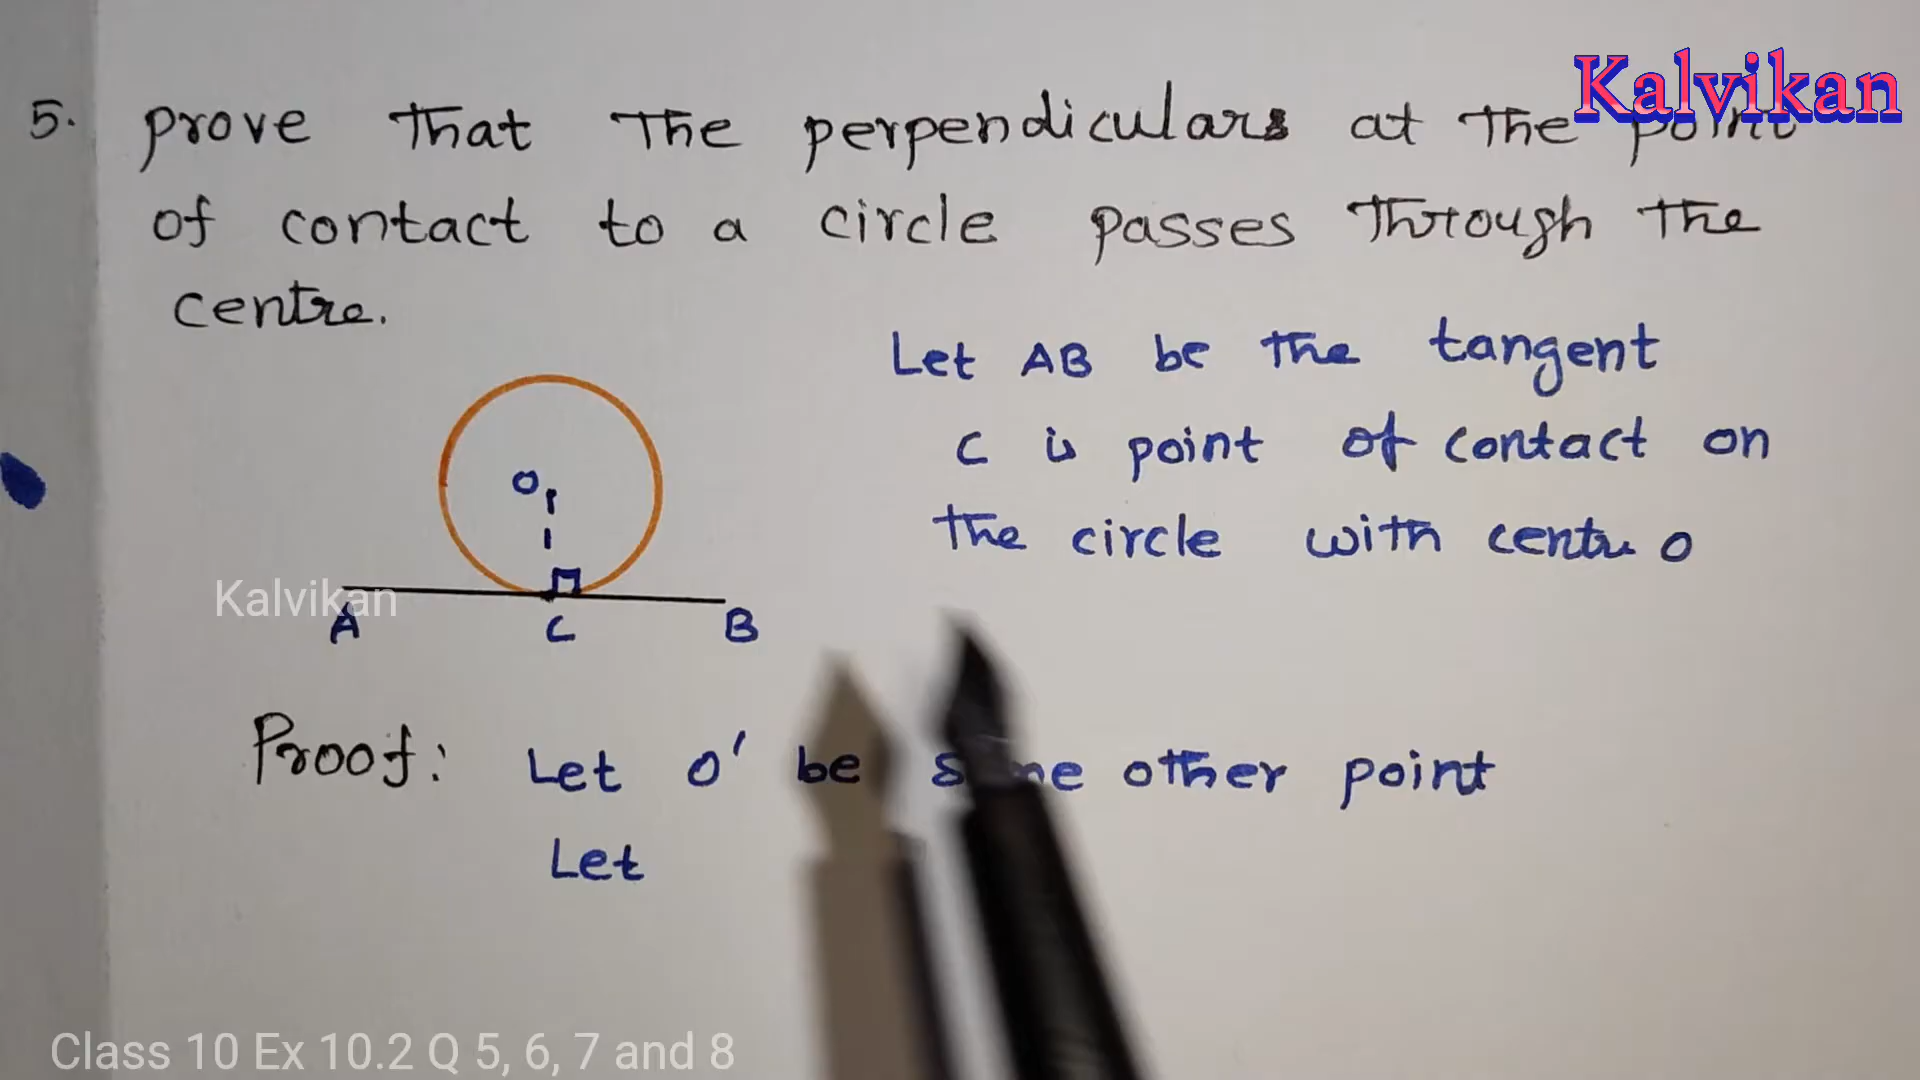 Kalvikan
5. prove that the perpendiculars at the point
of contact to a circle passes through the
centre.
Let AB be the tangent
C is point of contact on
the circle with centre O
O
Kalvikan
A C B
Proof: Let O' be some other point
Let
Class 10 Ex 10.2 Q 5, 6, 7 and 8